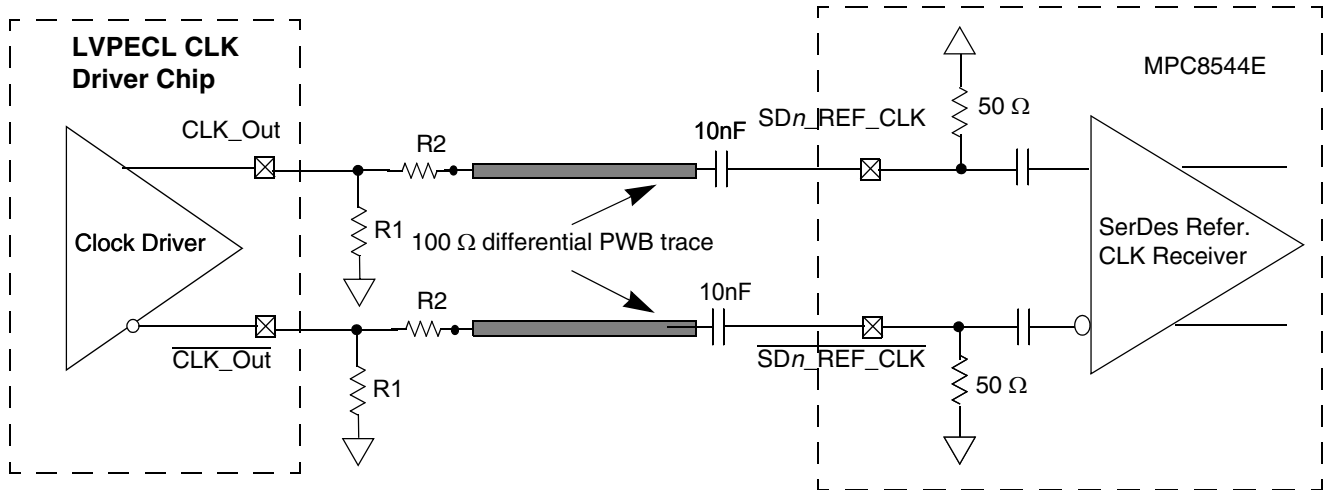 LVPECL CLK
Driver Chip
MPC8544E
CLK_Out
R2
10nF
SDn_REF_CLK
50 Ω
Clock Driver
R1
100 Ω differential PWB trace
SerDes Refer.
CLK Receiver
R2
10nF
CLK_Out
SDn_REF_CLK
R1
50 Ω